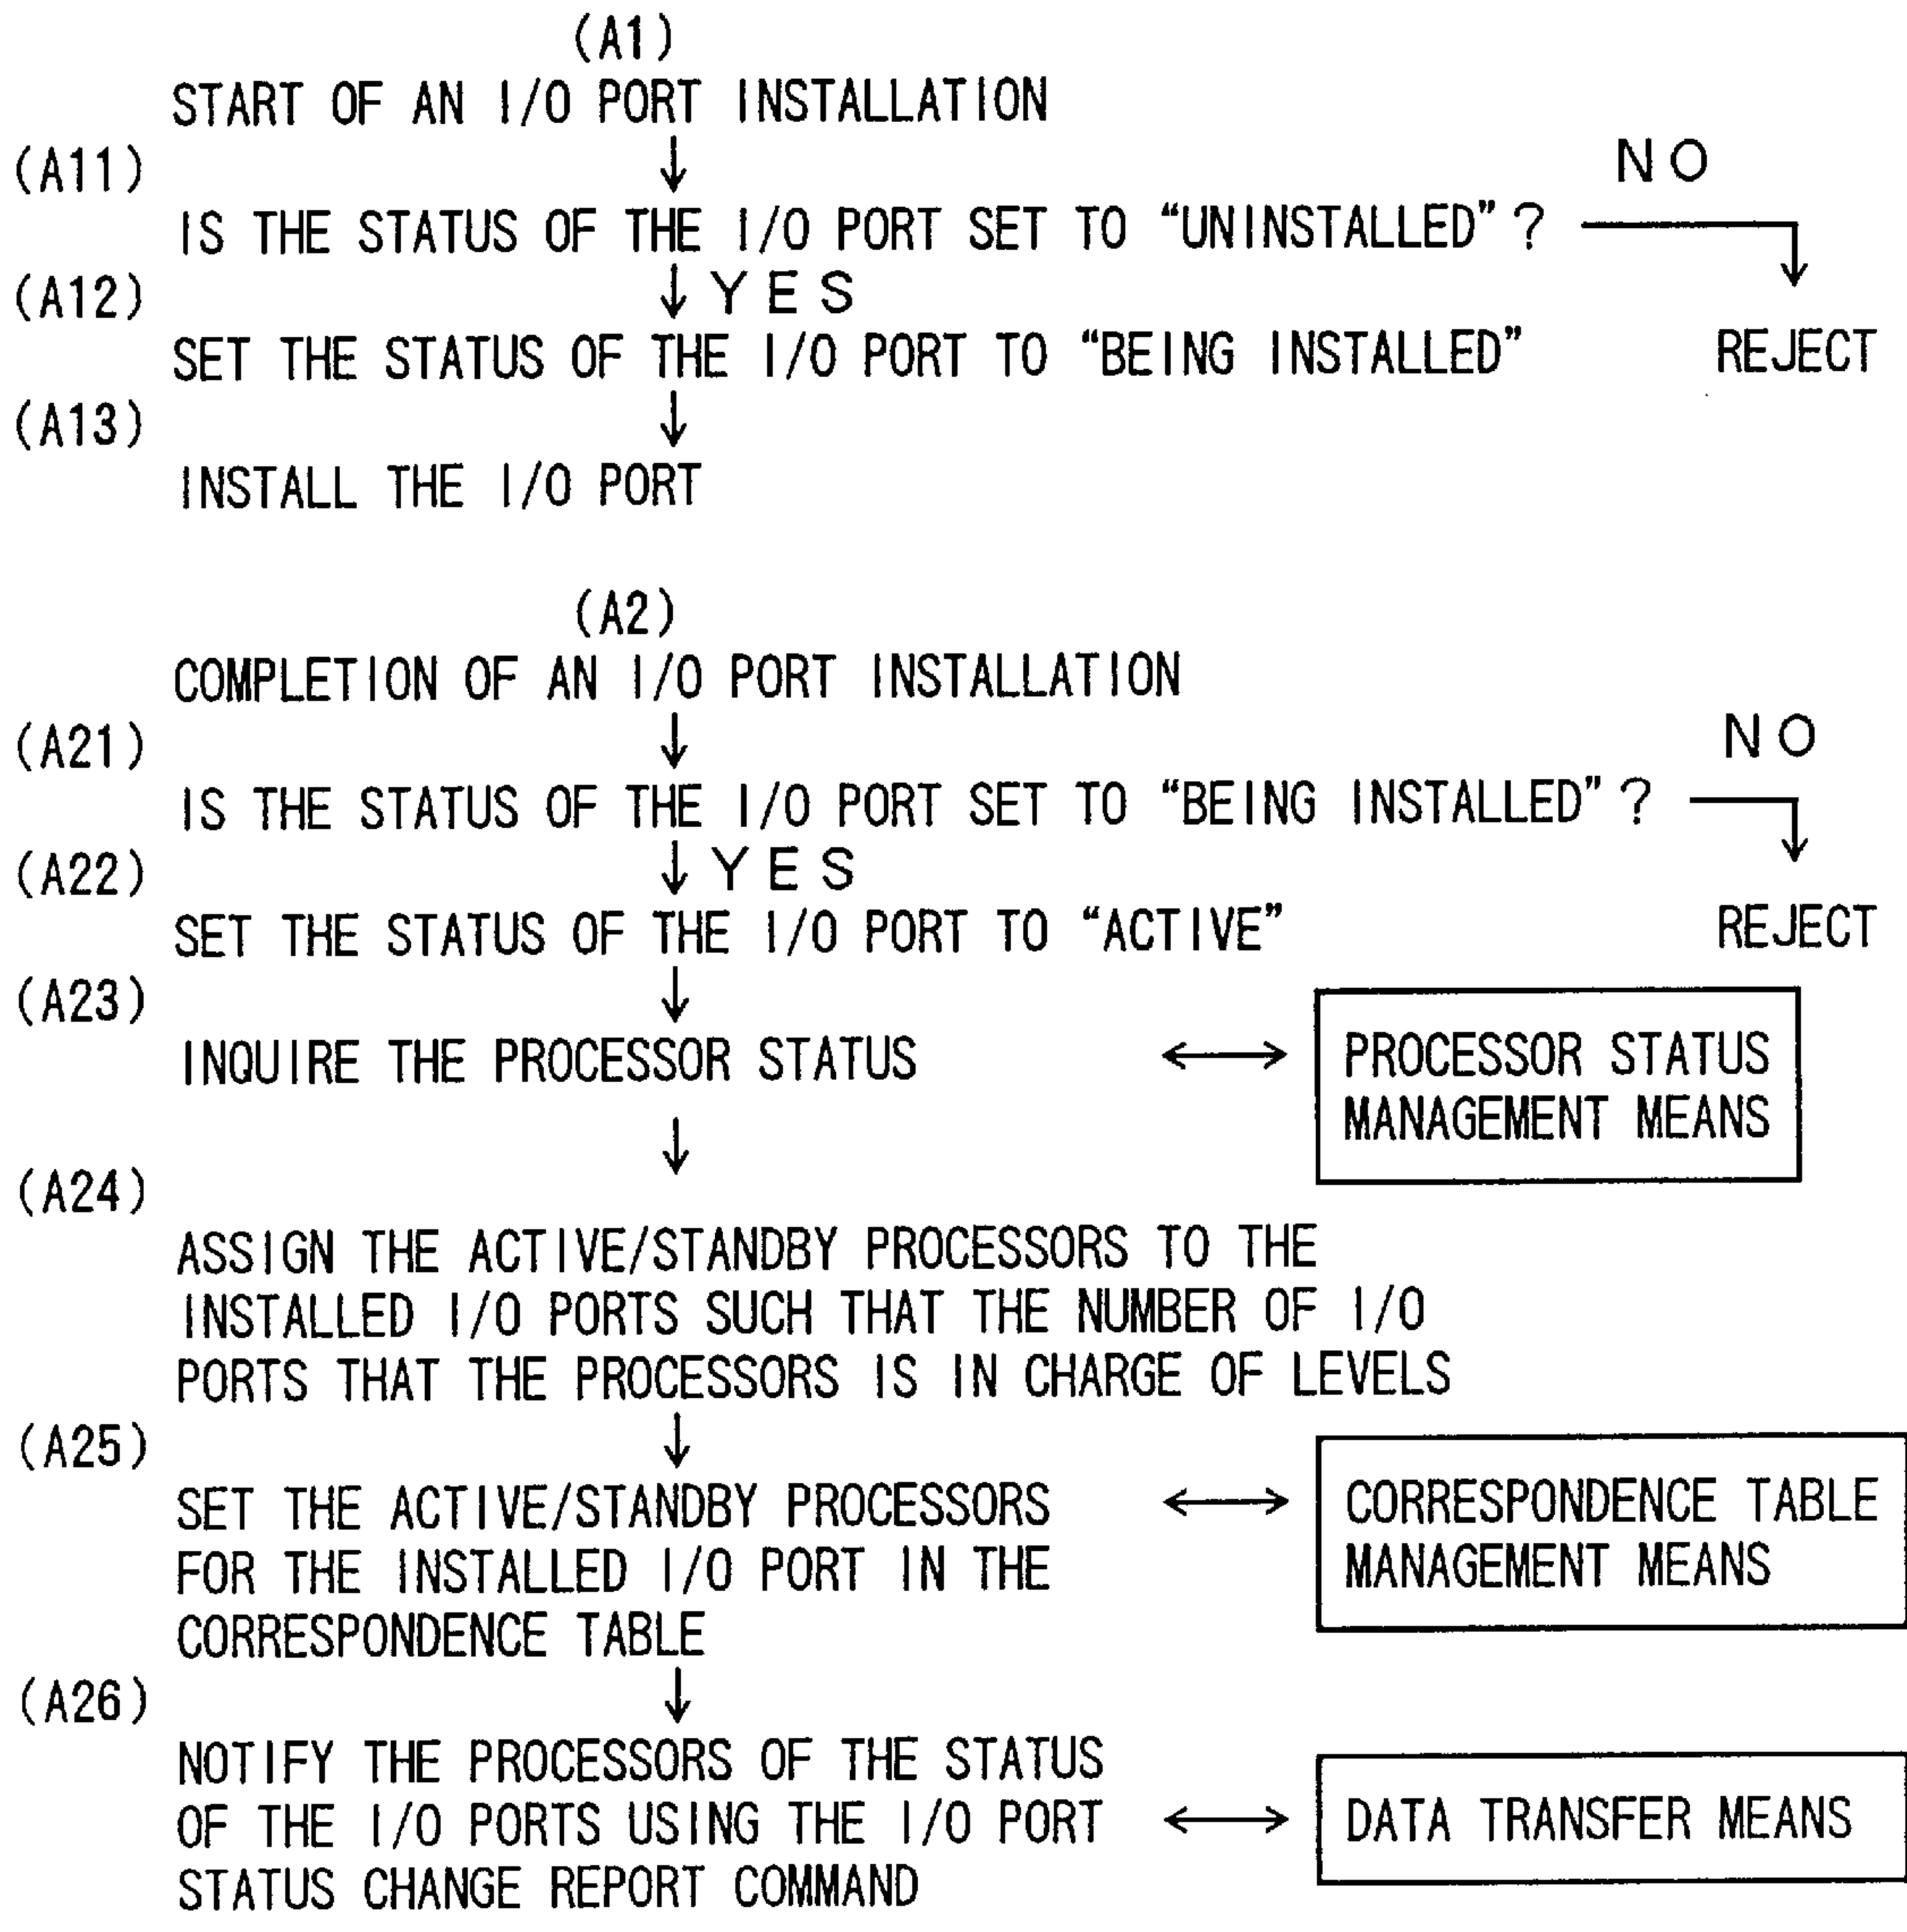 (A1)
START OF AN I/O PORT INSTALLATION
(A11)
NO
IS THE STATUS OF THE I/O PORT SET TO “UNINSTALLED”?
(A12)
YES
SET THE STATUS OF THE I/O PORT TO “BEING INSTALLED”
REJECT
(A13)
INSTALL THE I/O PORT
(A2)
COMPLETION OF AN I/O PORT INSTALLATION
(A21)
NO
IS THE STATUS OF THE I/O PORT SET TO “BEING INSTALLED”?
(A22)
YES
SET THE STATUS OF THE I/O PORT TO “ACTIVE”
REJECT
(A23)
INQUIRE THE PROCESSOR STATUS
PROCESSOR STATUS
MANAGEMENT MEANS
(A24)
ASSIGN THE ACTIVE/STANDBY PROCESSORS TO THE
INSTALLED I/O PORTS SUCH THAT THE NUMBER OF I/O
PORTS THAT THE PROCESSORS IS IN CHARGE OF LEVELS
(A25)
SET THE ACTIVE/STANDBY PROCESSORS
FOR THE INSTALLED I/O PORT IN THE
CORRESPONDENCE TABLE
CORRESPONDENCE TABLE
MANAGEMENT MEANS
(A26)
NOTIFY THE PROCESSORS OF THE STATUS
OF THE I/O PORTS USING THE I/O PORT
STATUS CHANGE REPORT COMMAND
DATA TRANSFER MEANS